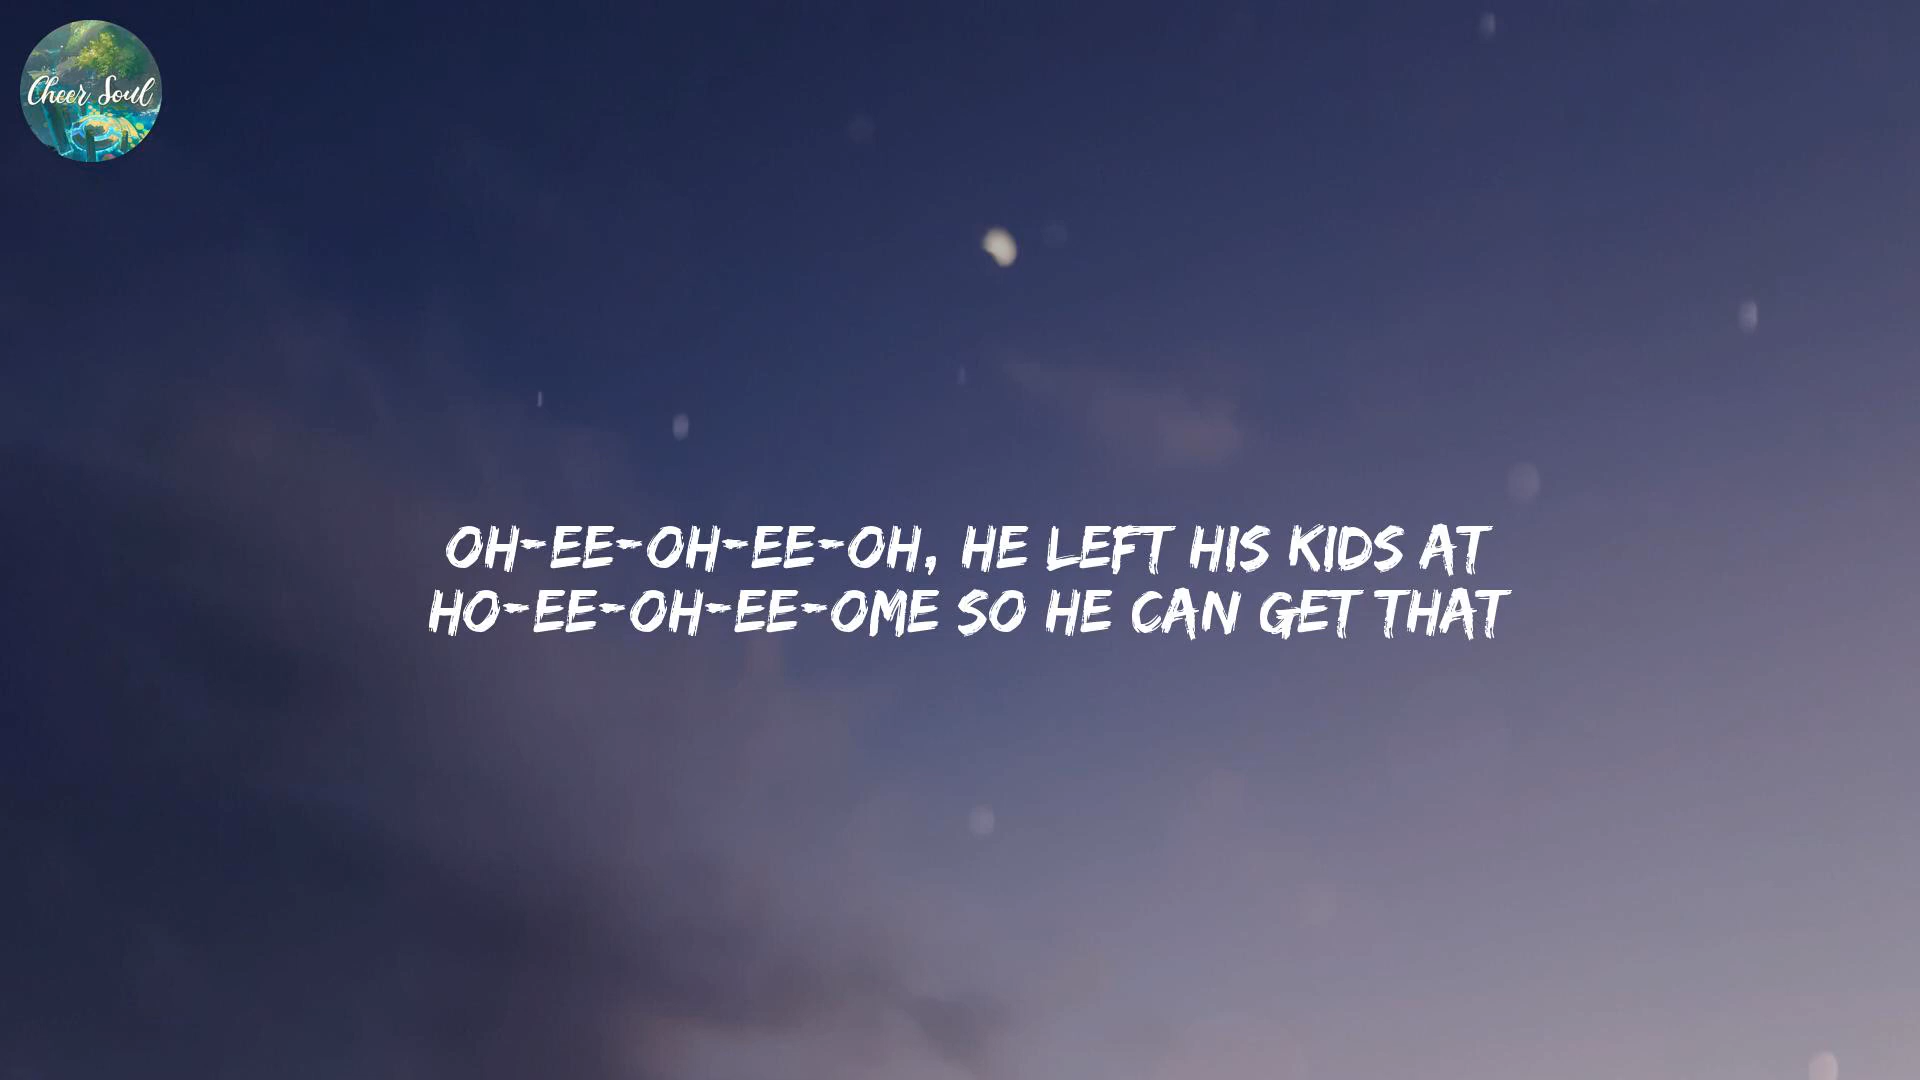 Cheer Soul
OH-EE-OH-EE-OH, HE LEFT HIS KIDS AT
HO-EE-OH-EE-OME SO HE CAN GET THAT